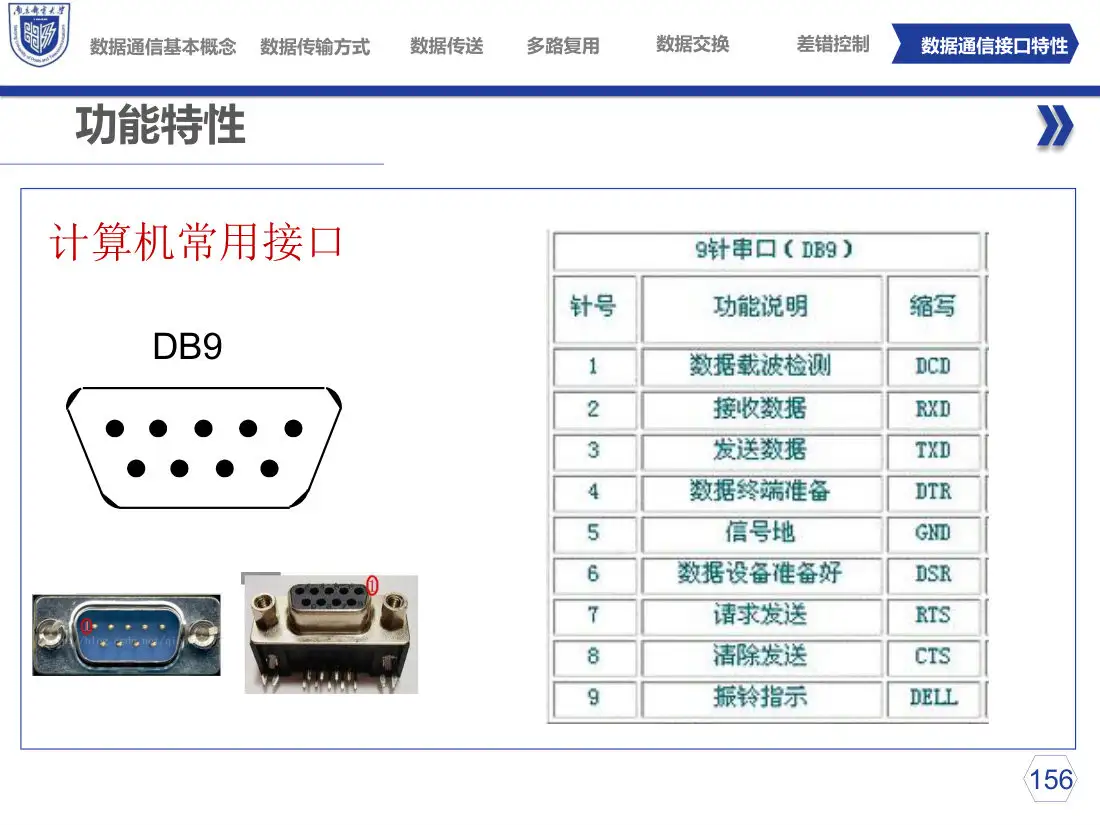 南京邮电大学
数据通信基本概念 数据传输方式 数据传送 多路复用 数据交换 差错控制 数据通信接口特性
功能特性
计算机常用接口
DB9
1
1
9针串口(DB9)
针号 功能说明 缩写
1 数据载波检测 DCD
2 接收数据 RXD
3 发送数据 TXD
4 数据终端准备 DTR
5 信号地 GND
6 数据设备准备好 DSR
7 请求发送 RTS
8 清除发送 CTS
9 振铃指示 DELL
156